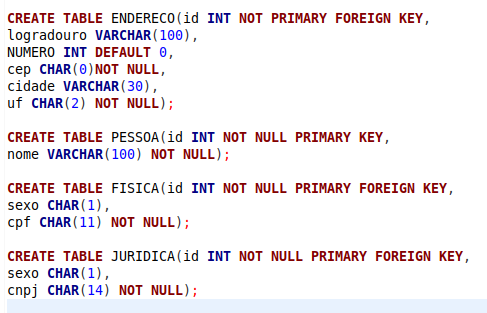 CREATE TABLE ENDERECO(id INT NOT PRIMARY FOREIGN KEY,
logradouro VARCHAR(100),
NUMERO INT DEFAULT 0,
cep CHAR(0)NOT NULL,
cidade VARCHAR(30),
uf CHAR(2) NOT NULL);
CREATE TABLE PESSOA(id INT NOT NULL PRIMARY KEY,
nome VARCHAR(100) NOT NULL);
CREATE TABLE FISICA(id INT NOT NULL PRIMARY FOREIGN KEY,
sexo CHAR(1),
cpf CHAR(11) NOT NULL);
CREATE TABLE JURIDICA(id INT NOT NULL PRIMARY FOREIGN KEY,
sexo CHAR(1),
cnpj CHAR(14) NOT NULL);